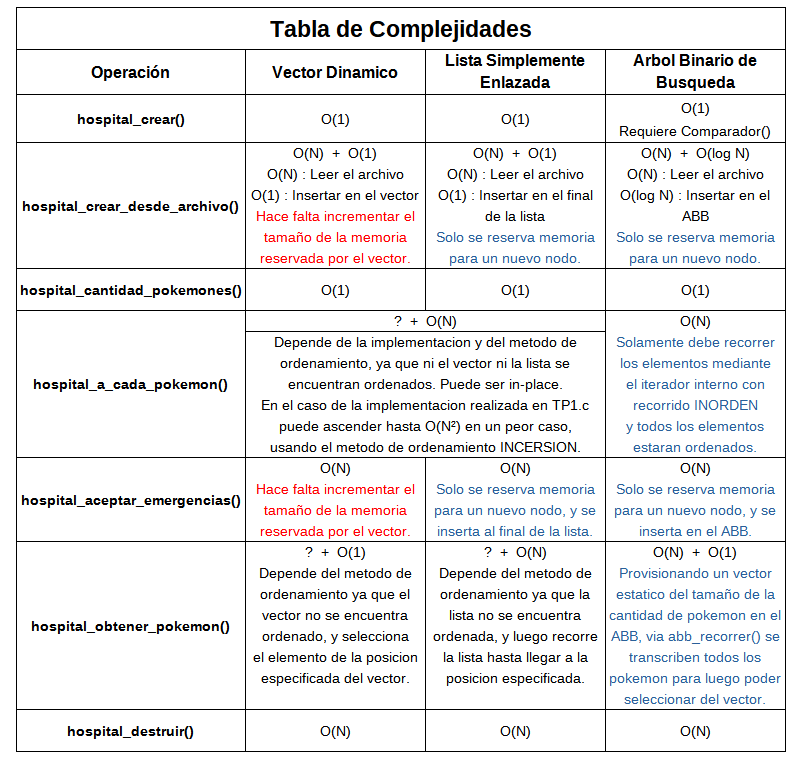 Tabla de Complejidades
Operación
Vector Dinamico
Lista Simplemente
Enlazada
Arbol Binario de
Busqueda
hospital_crear()
O(1)
O(1)
O(1)
Requiere Comparador()
hospital_crear_desde_archivo()
O(N) + O(1)
O(N) : Leer el archivo
O(1) : Insertar en el vector
Hace falta incrementar el
tamaño de la memoria
reservada por el vector.
O(N) + O(1)
O(N) : Leer el archivo
O(1) : Insertar en el final
de la lista
Solo se reserva memoria
para un nuevo nodo.
O(N) + O(log N)
O(N) : Leer el archivo
O(log N) : Insertar en el
ABB
Solo se reserva memoria
para un nuevo nodo.
hospital_cantidad_pokemones()
O(1)
O(1)
O(1)
hospital_a_cada_pokemon()
? + O(N)
Depende de la implementacion y del metodo de
ordenamiento, ya que ni el vector ni la lista se
encuentran ordenados. Puede ser in-place.
En el caso de la implementacion realizada en TP1.c
puede ascender hasta O(N²) en un peor caso,
usando el metodo de ordenamiento INCERSION.
O(N)
Solamente debe recorrer
los elementos mediante
el iterador interno con
recorrido INORDEN
y todos los elementos
estaran ordenados.
hospital_aceptar_emergencias()
O(N)
Hace falta incrementar el
tamaño de la memoria
reservada por el vector.
O(N)
Solo se reserva memoria
para un nuevo nodo, y se
inserta al final de la lista.
O(N)
Solo se reserva memoria
para un nuevo nodo, y se
inserta en el ABB.
hospital_obtener_pokemon()
? + O(1)
Depende del metodo de
ordenamiento ya que el
vector no se encuentra
ordenado, y selecciona
el elemento de la posicion
especificada del vector.
? + O(N)
Depende del metodo de
ordenamiento ya que la
lista no se encuentra
ordenada, y luego recorre
la lista hasta llegar a la
posicion especificada.
O(N) + O(1)
Provisionando un vector
estatico del tamaño de la
cantidad de pokemon en el
ABB, via abb_recorrer() se
transcriben todos los
pokemon para luego poder
seleccionar del vector.
hospital_destruir()
O(N)
O(N)
O(N)